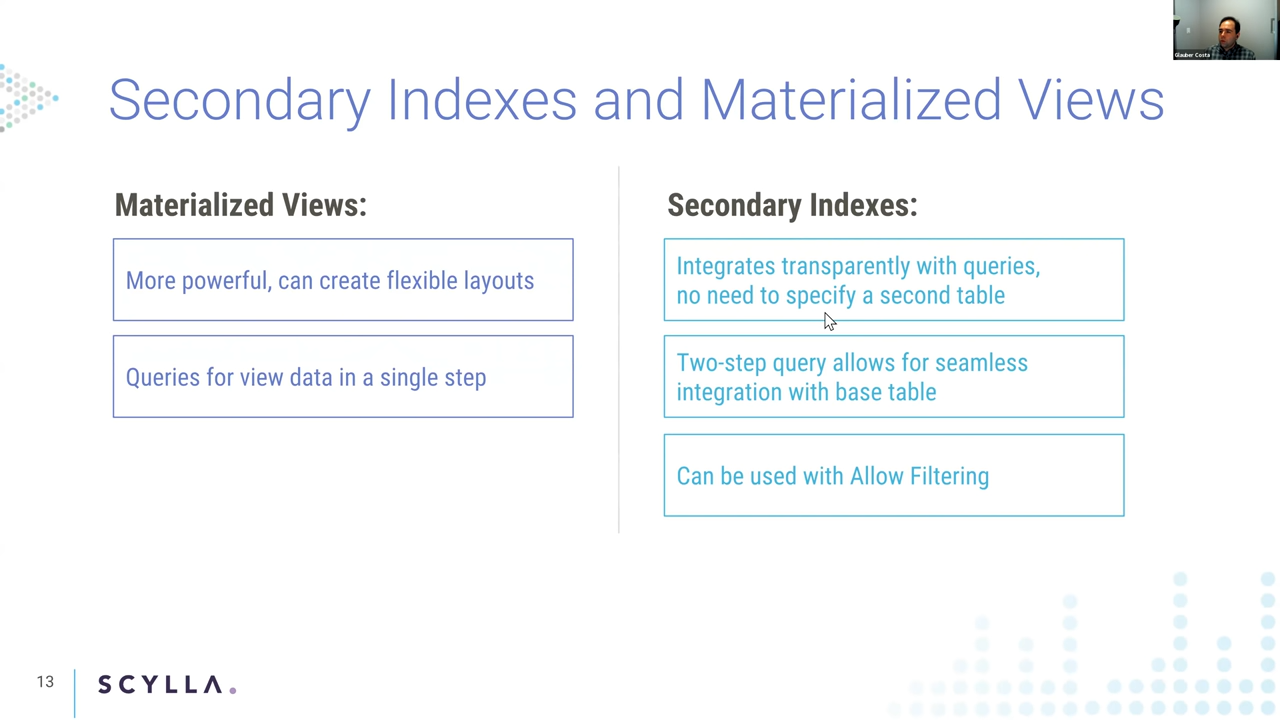 Glauber Costa
Secondary Indexes and Materialized Views
Materialized Views:
More powerful, can create flexible layouts
Queries for view data in a single step
Secondary Indexes:
Integrates transparently with queries,
no need to specify a second table
Two-step query allows for seamless
integration with base table
Can be used with Allow Filtering
13
SCYLLA.